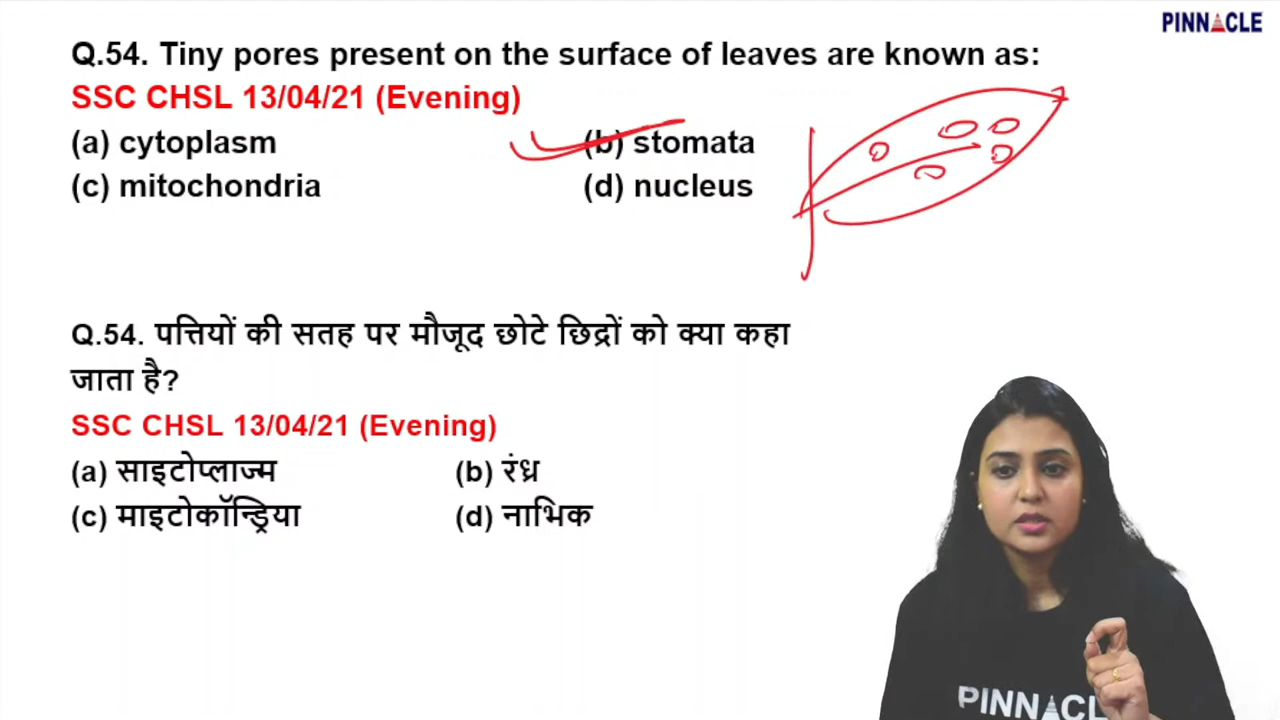 PINNACLE
Q.54. Tiny pores present on the surface of leaves are known as:
SSC CHSL 13/04/21 (Evening)
(a) cytoplasm (b) stomata
(c) mitochondria (d) nucleus
Q.54. पत्तियों की सतह पर मौजूद छोटे छिद्रों को क्या कहा
जाता है?
SSC CHSL 13/04/21 (Evening)
(a) साइटोप्लाज्म (b) रंध्र
(c) माइटोकॉन्ड्रिया (d) नाभिक
PINNACL